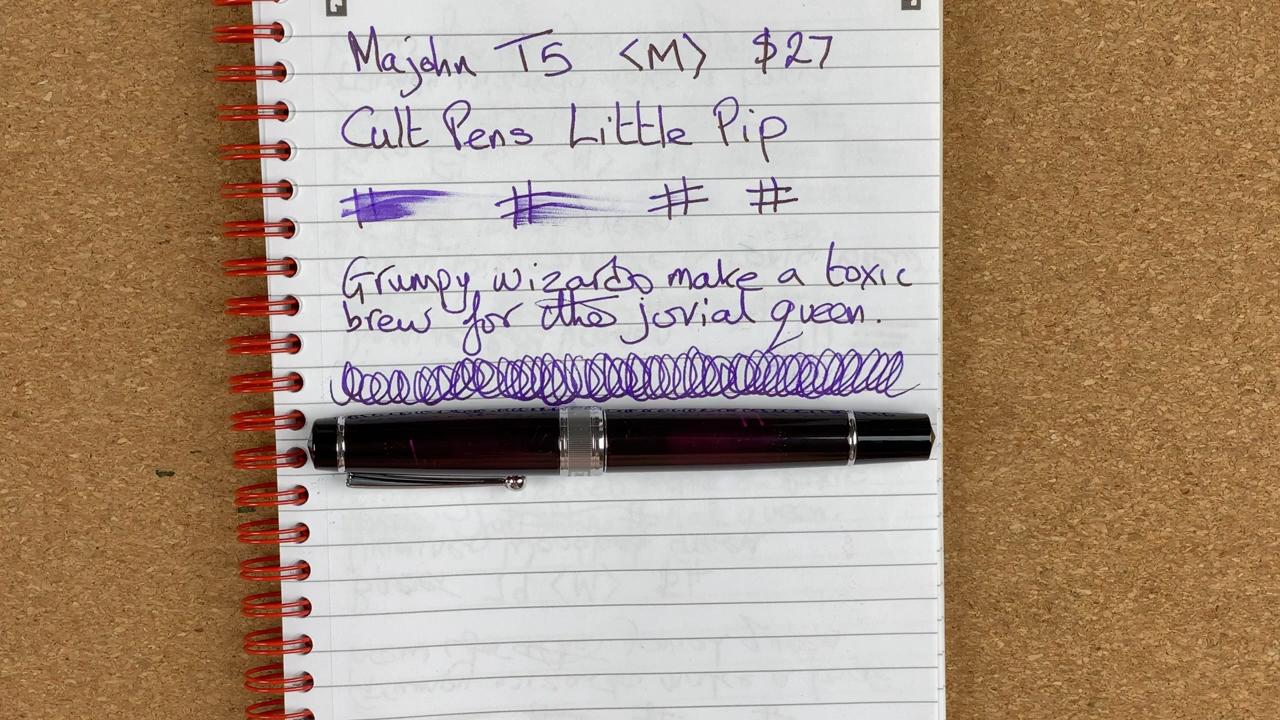 Majohn T5 <M> $27
Cult Pens Little Pip
# # # #
Grumpy wizards make a toxic
brew for the jovial queen.